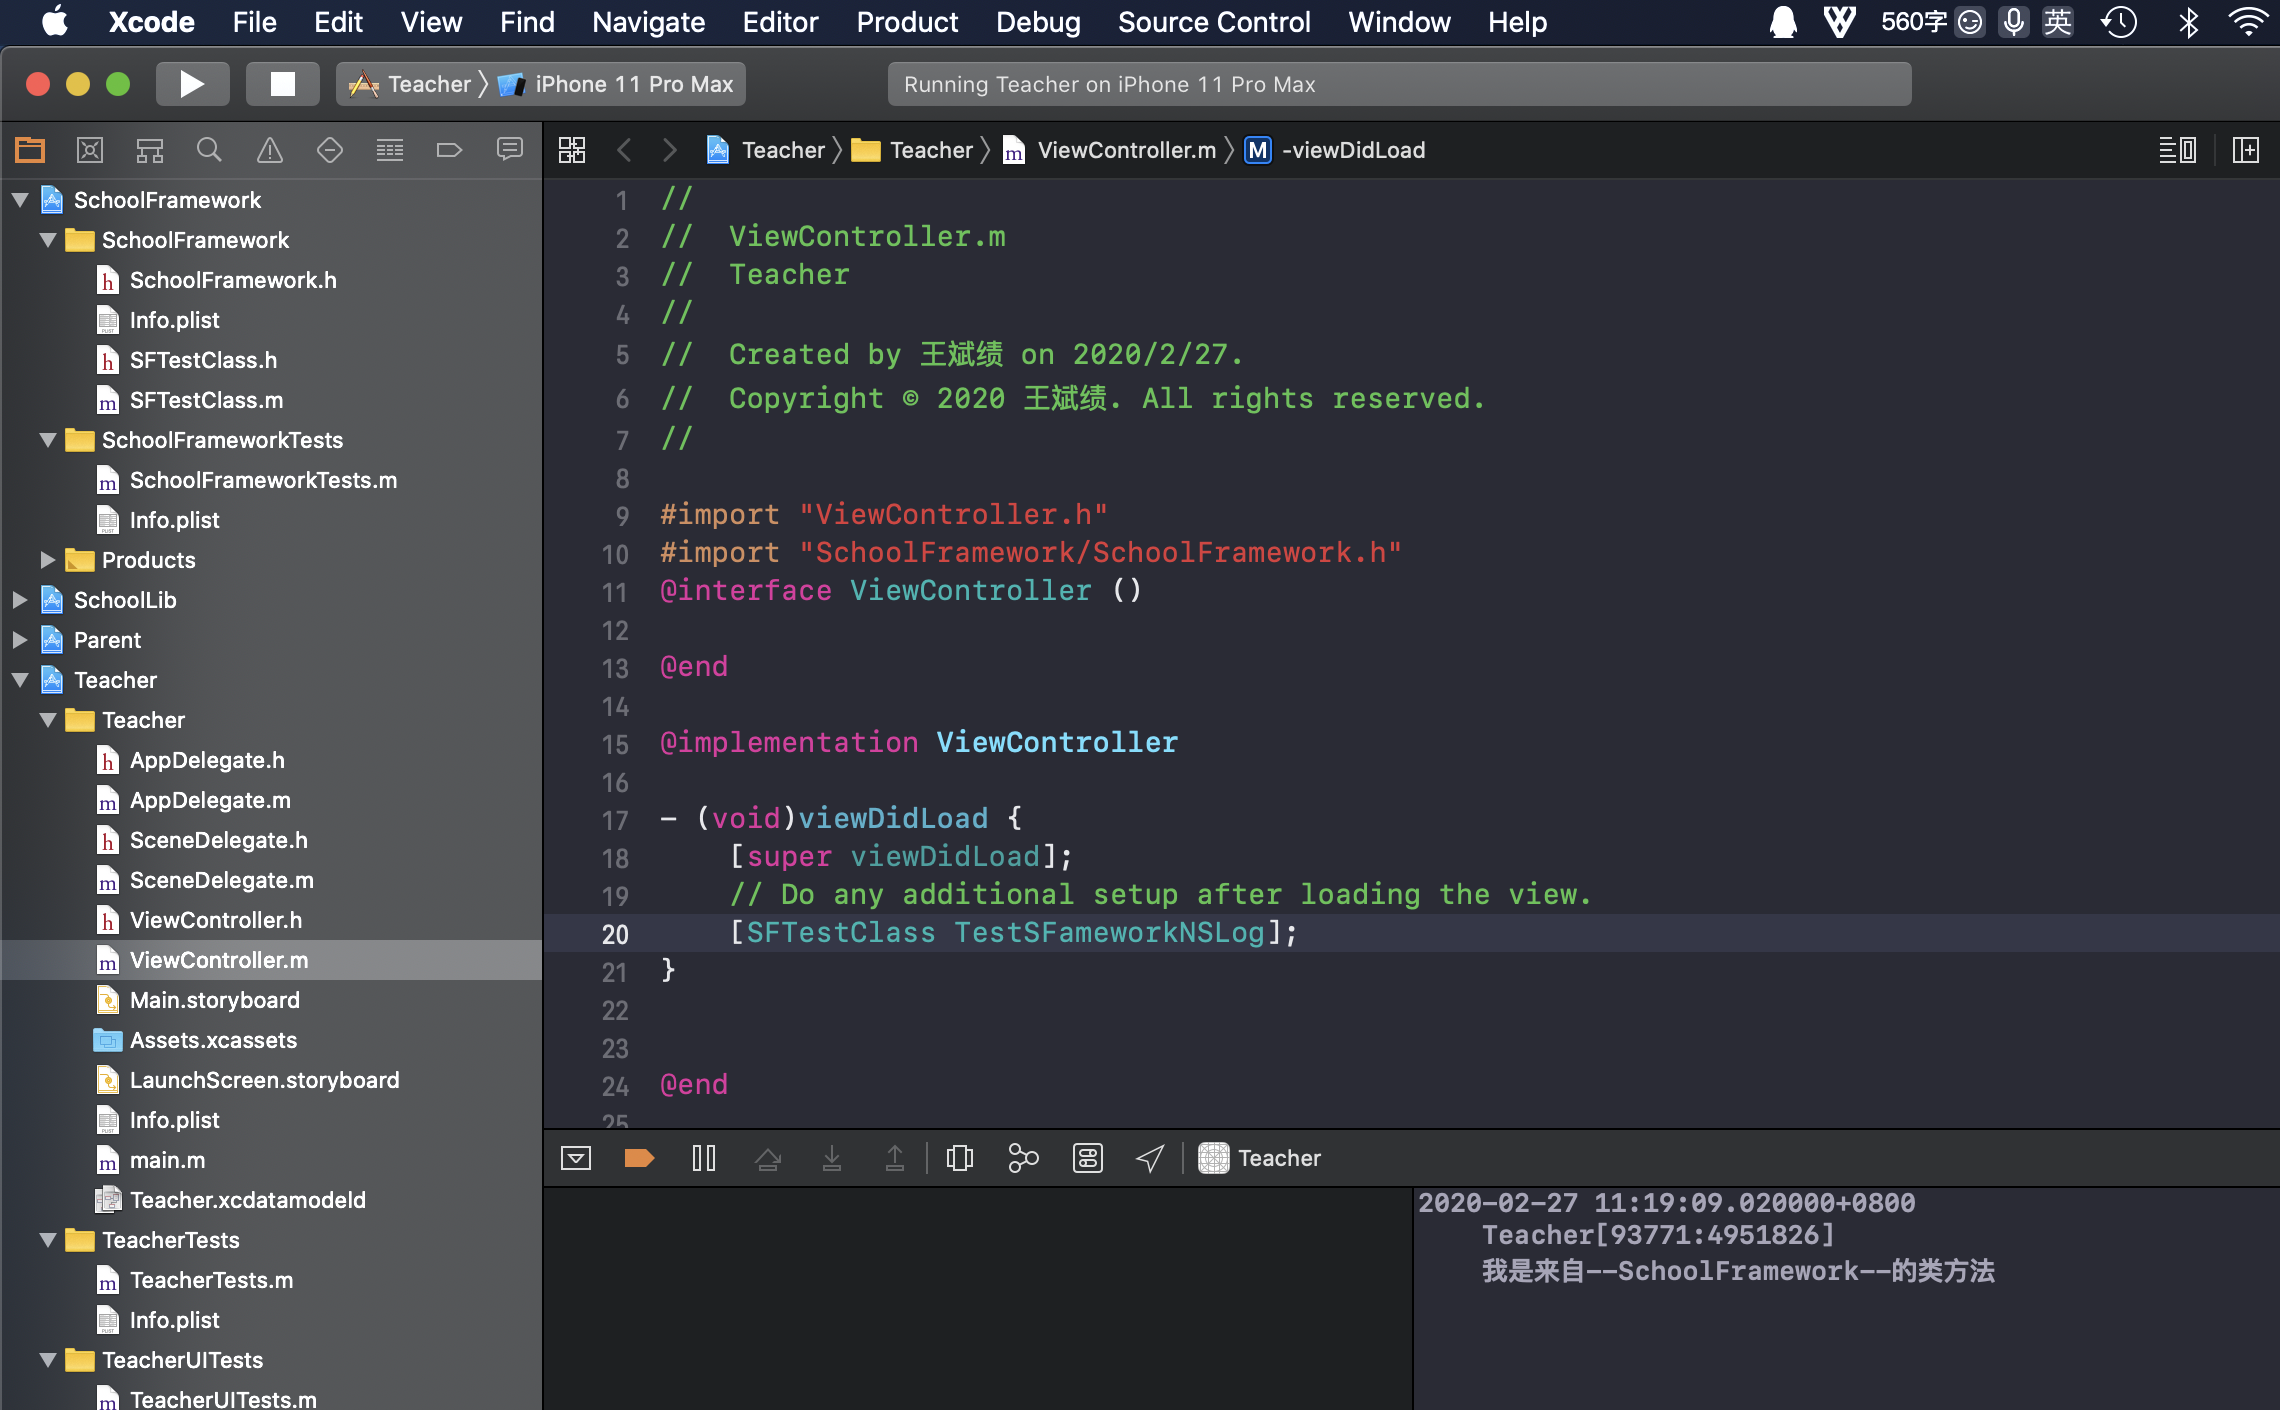 Xcode File Edit View Find Navigate Editor Product Debug Source Control Window Help 560字 英
Teacher iPhone 11 Pro Max Running Teacher on iPhone 11 Pro Max
Teacher Teacher ViewController.m M -viewDidLoad
SchoolFramework
SchoolFramework
SchoolFramework.h
Info.plist
SFTestClass.h
SFTestClass.m
SchoolFrameworkTests
SchoolFrameworkTests.m
Info.plist
Products
SchoolLib
Parent
Teacher
Teacher
AppDelegate.h
AppDelegate.m
SceneDelegate.h
SceneDelegate.m
ViewController.h
ViewController.m
Main.storyboard
Assets.xcassets
LaunchScreen.storyboard
Info.plist
main.m
Teacher.xcdatamodeld
TeacherTests
TeacherTests.m
Info.plist
TeacherUITests
TeacherUITests.m
1 //
2 //  ViewController.m
3 //  Teacher
4 //
5 //  Created by 王斌绩 on 2020/2/27.
6 //  Copyright © 2020 王斌绩. All rights reserved.
7 //
8
9 #import "ViewController.h"
10 #import "SchoolFramework/SchoolFramework.h"
11 @interface ViewController ()
12
13 @end
14
15 @implementation ViewController
16
17 - (void)viewDidLoad {
18     [super viewDidLoad];
19     // Do any additional setup after loading the view.
20     [SFTestClass TestSFameworkNSLog];
21 }
22
23
24 @end
25
Teacher
2020-02-27 11:19:09.020000+0800
Teacher[93771:4951826]
我是来自--SchoolFramework--的类方法